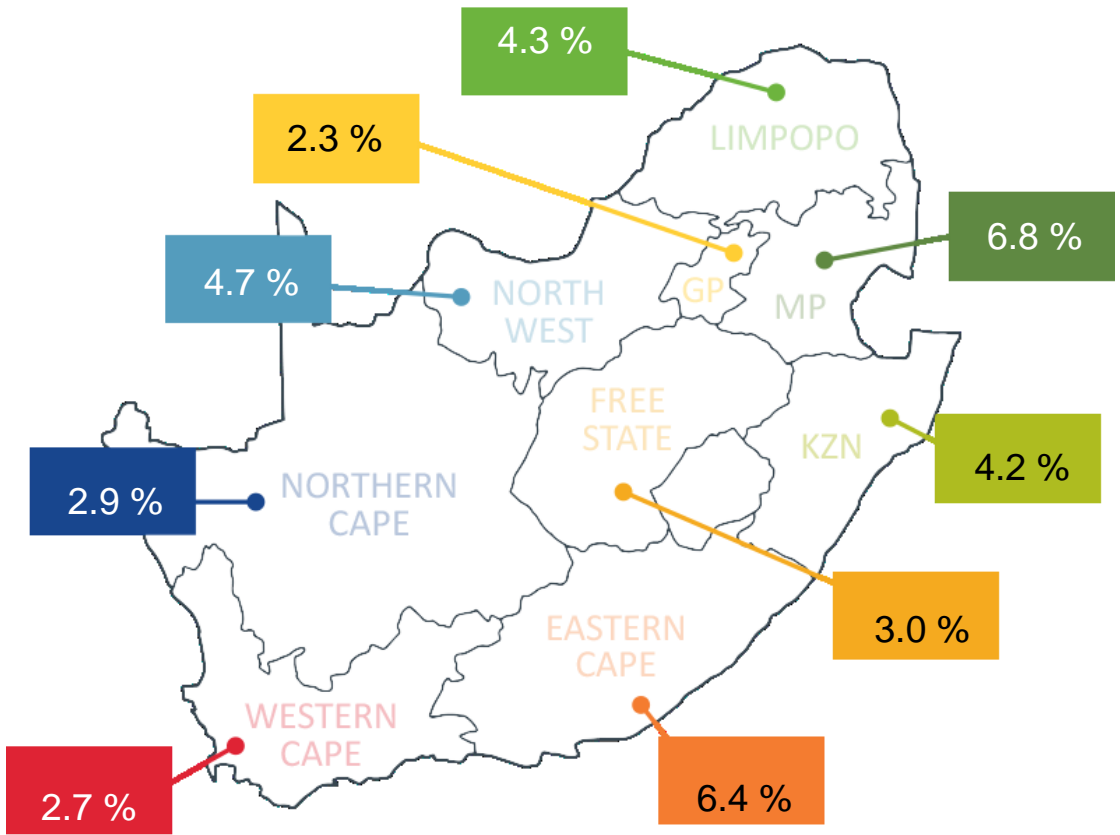 4.3 %
2.3 %
LIMPOPO
6.8 %
4.7 %
NORTH
WEST
GP
MP
FREE
STATE
KZN
4.2 %
2.9 %
NORTHERN
CAPE
3.0 %
EASTERN
CAPE
WESTERN
CAPE
2.7 %
6.4 %